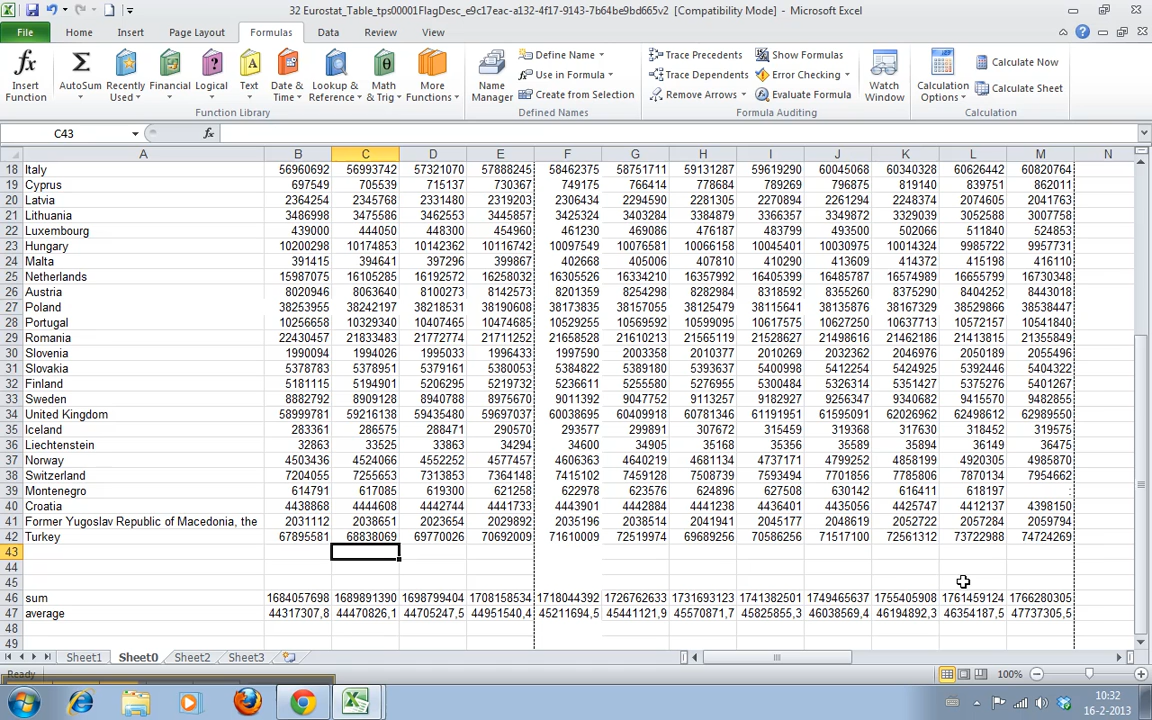 32 Eurostat_Table_tps00001FlagDesc_e9c17eac-a132-4f17-9143-7b64be9bd665v2 [Compatibility Mode] - Microsoft Excel
File Home Insert Page Layout Formulas Data Review View
Insert Function AutoSum Recently Used Financial Logical Text Date & Time Lookup & Reference Math & Trig More Functions
Function Library
Name Manager Define Name Use in Formula Create from Selection
Defined Names
Trace Precedents Trace Dependents Remove Arrows Show Formulas Error Checking Evaluate Formula Watch Window
Formula Auditing
Calculation Options Calculate Now Calculate Sheet
Calculation
C43 fx
A B C D E F G H I J K L M N
18 Italy 56960692 56993742 57321070 57888245 58462375 58751711 59131287 59619290 60045068 60340328 60626442 60820764
19 Cyprus 697549 705539 715137 730367 749175 766414 778684 789269 796875 819140 839751 862011
20 Latvia 2364254 2345768 2331480 2319203 2306434 2294590 2281305 2270894 2261294 2248374 2074605 2041763
21 Lithuania 3486998 3475586 3462553 3445857 3425324 3403284 3384879 3366357 3349872 3329039 3052588 3007758
22 Luxembourg 439000 444050 448300 454960 461230 469086 476187 483799 493500 502066 511840 524853
23 Hungary 10200298 10174853 10142362 10116742 10097549 10076581 10066158 10045401 10030975 10014324 9985722 9957731
24 Malta 391415 394641 397296 399867 402668 405006 407810 410290 413609 414372 415198 416110
25 Netherlands 15987075 16105285 16192572 16258032 16305526 16334210 16357992 16405399 16485787 16574989 16655799 16730348
26 Austria 8020946 8063640 8100273 8142573 8201359 8254298 8282984 8318592 8355260 8375290 8404252 8443018
27 Poland 38253955 38242197 38218531 38190608 38173835 38157055 38125479 38115641 38135876 38167329 38529866 38538447
28 Portugal 10256658 10329340 10407465 10474685 10529255 10569592 10599095 10617575 10627250 10637713 10572157 10541840
29 Romania 22430457 21833483 21772774 21711252 21658528 21610213 21565119 21528627 21498616 21462186 21413815 21355849
30 Slovenia 1990094 1994026 1995033 1996433 1997590 2003358 2010377 2010269 2032362 2046976 2050189 2055496
31 Slovakia 5378783 5378951 5379161 5380053 5384822 5389180 5393637 5400998 5412254 5424925 5392446 5404322
32 Finland 5181115 5194901 5206295 5219732 5236611 5255580 5276955 5300484 5326314 5351427 5375276 5401267
33 Sweden 8882792 8909128 8940788 8975670 9011392 9047752 9113257 9182927 9256347 9340682 9415570 9482855
34 United Kingdom 58999781 59216138 59435480 59697037 60038695 60409918 60781346 61191951 61595091 62026962 62498612 62989550
35 Iceland 283361 286575 288471 290570 293577 299891 307672 315459 319368 317630 318452 319575
36 Liechtenstein 32863 33525 33863 34294 34600 34905 35168 35356 35589 35894 36149 36475
37 Norway 4503436 4524066 4552252 4577457 4606363 4640219 4681134 4737171 4799252 4858199 4920305 4985870
38 Switzerland 7204055 7255653 7313853 7364148 7415102 7459128 7508739 7593494 7701856 7785806 7870134 7954662
39 Montenegro 614791 617085 619300 621258 622978 623576 624896 627508 630142 616411 618197 :
40 Croatia 4438868 4444608 4442744 4441733 4443901 4442884 4441238 4436401 4435056 4425747 4412137 4398150
41 Former Yugoslav Republic of Macedonia, the 2031112 2038651 2023654 2029892 2035196 2038514 2041941 2045177 2048619 2052722 2057284 2059794
42 Turkey 67895581 68838069 69770026 70692009 71610009 72519974 69689256 70586256 71517100 72561312 73722988 74724269
43
44
45
46 sum 1684057698 1689891390 1698799404 1708158534 1718044392 1726762633 1731693123 1741382501 1749465637 1755405908 1761459124 1766280305
47 average 44317307,8 44470826,1 44705247,5 44951540,4 45211694,5 45441121,9 45570871,7 45825855,3 46038569,4 46194892,3 46354187,5 47737305,5
48
49
Sheet1 Sheet0 Sheet2 Sheet3
Ready 100%
10:32
16-2-2013